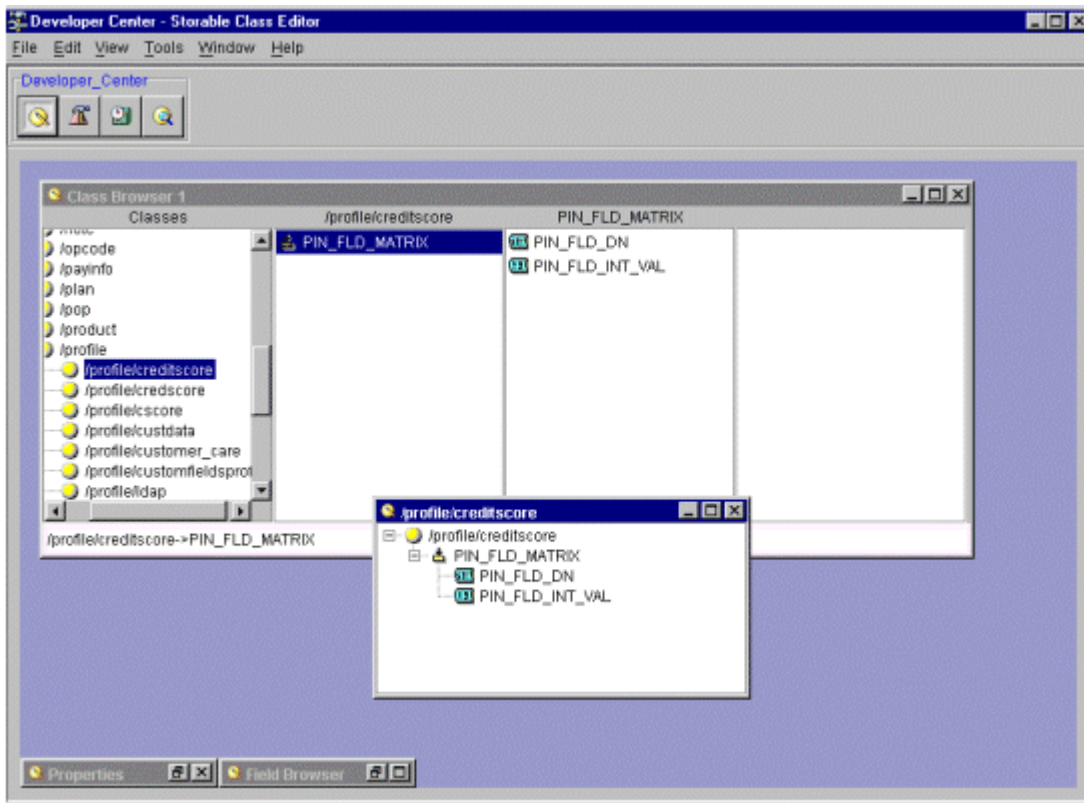 Developer Center - Storable Class Editor
File Edit View Tools Window Help
Developer_Center
Class Browser 1
Classes /profile/creditscore PIN_FLD_MATRIX
/opcode
/payinfo
/plan
/pop
/product
/profile
/profile/creditscore
/profile/credscore
/profile/cscore
/profile/custdata
/profile/customer_care
/profile/customfieldsprof
/profile/ldap
PIN_FLD_MATRIX
PIN_FLD_DN
PIN_FLD_INT_VAL
/profile/creditscore->PIN_FLD_MATRIX
/profile/creditscore
/profile/creditscore
PIN_FLD_MATRIX
PIN_FLD_DN
PIN_FLD_INT_VAL
Properties
Field Browser